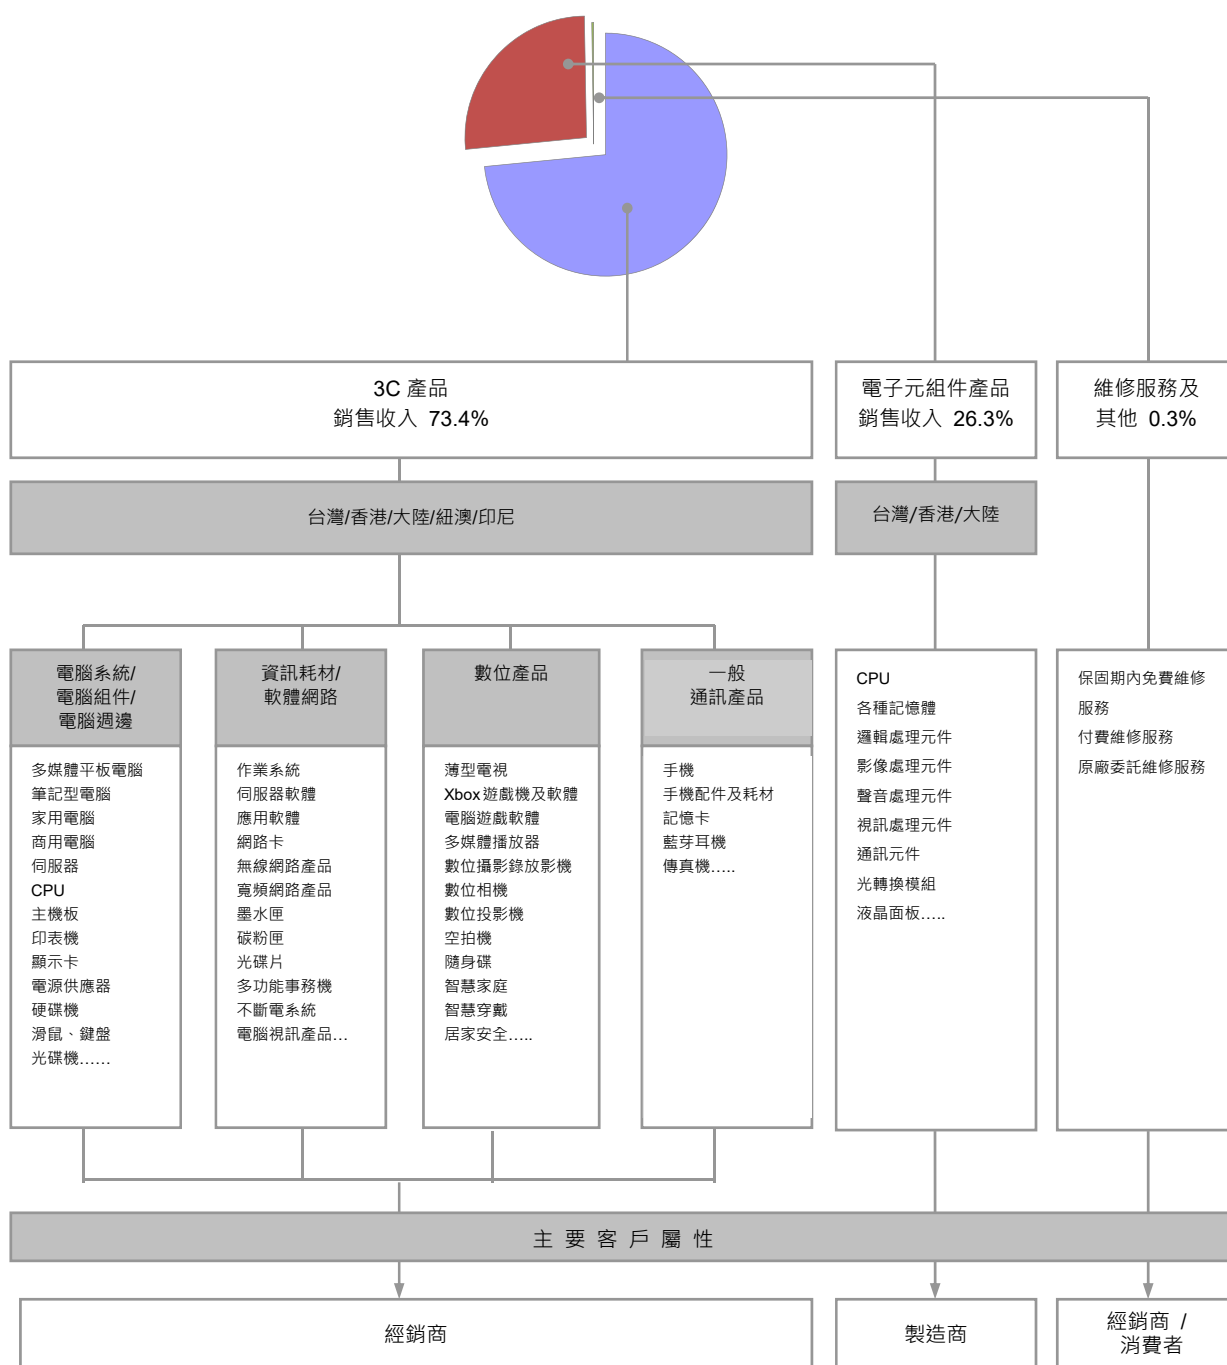 3C 產品
銷售收入 73.4%
電子元組件產品
銷售收入 26.3%
維修服務及
其他 0.3%
台灣/香港/大陸/紐澳/印尼
台灣/香港/大陸
電腦系統/
電腦組件/
電腦週邊
多媒體平板電腦
筆記型電腦
家用電腦
商用電腦
伺服器
CPU
主機板
印表機
顯示卡
電源供應器
硬碟機
滑鼠、鍵盤
光碟機……
資訊耗材/
軟體網路
作業系統
伺服器軟體
應用軟體
網路卡
無線網路產品
寬頻網路產品
墨水匣
碳粉匣
光碟片
多功能事務機
不斷電系統
電腦視訊產品…
數位產品
薄型電視
Xbox 遊戲機及軟體
電腦遊戲軟體
多媒體播放器
數位攝影錄放影機
數位相機
數位投影機
空拍機
隨身碟
智慧家庭
智慧穿戴
居家安全…..
一般
通訊產品
手機
手機配件及耗材
記憶卡
藍芽耳機
傳真機…..
CPU
各種記憶體
邏輯處理元件
影像處理元件
聲音處理元件
視訊處理元件
通訊元件
光轉換模組
液晶面板…..
保固期內免費維修
服務
付費維修服務
原廠委託維修服務
主 要 客 戶 屬 性
經銷商
製造商
經銷商 /
消費者